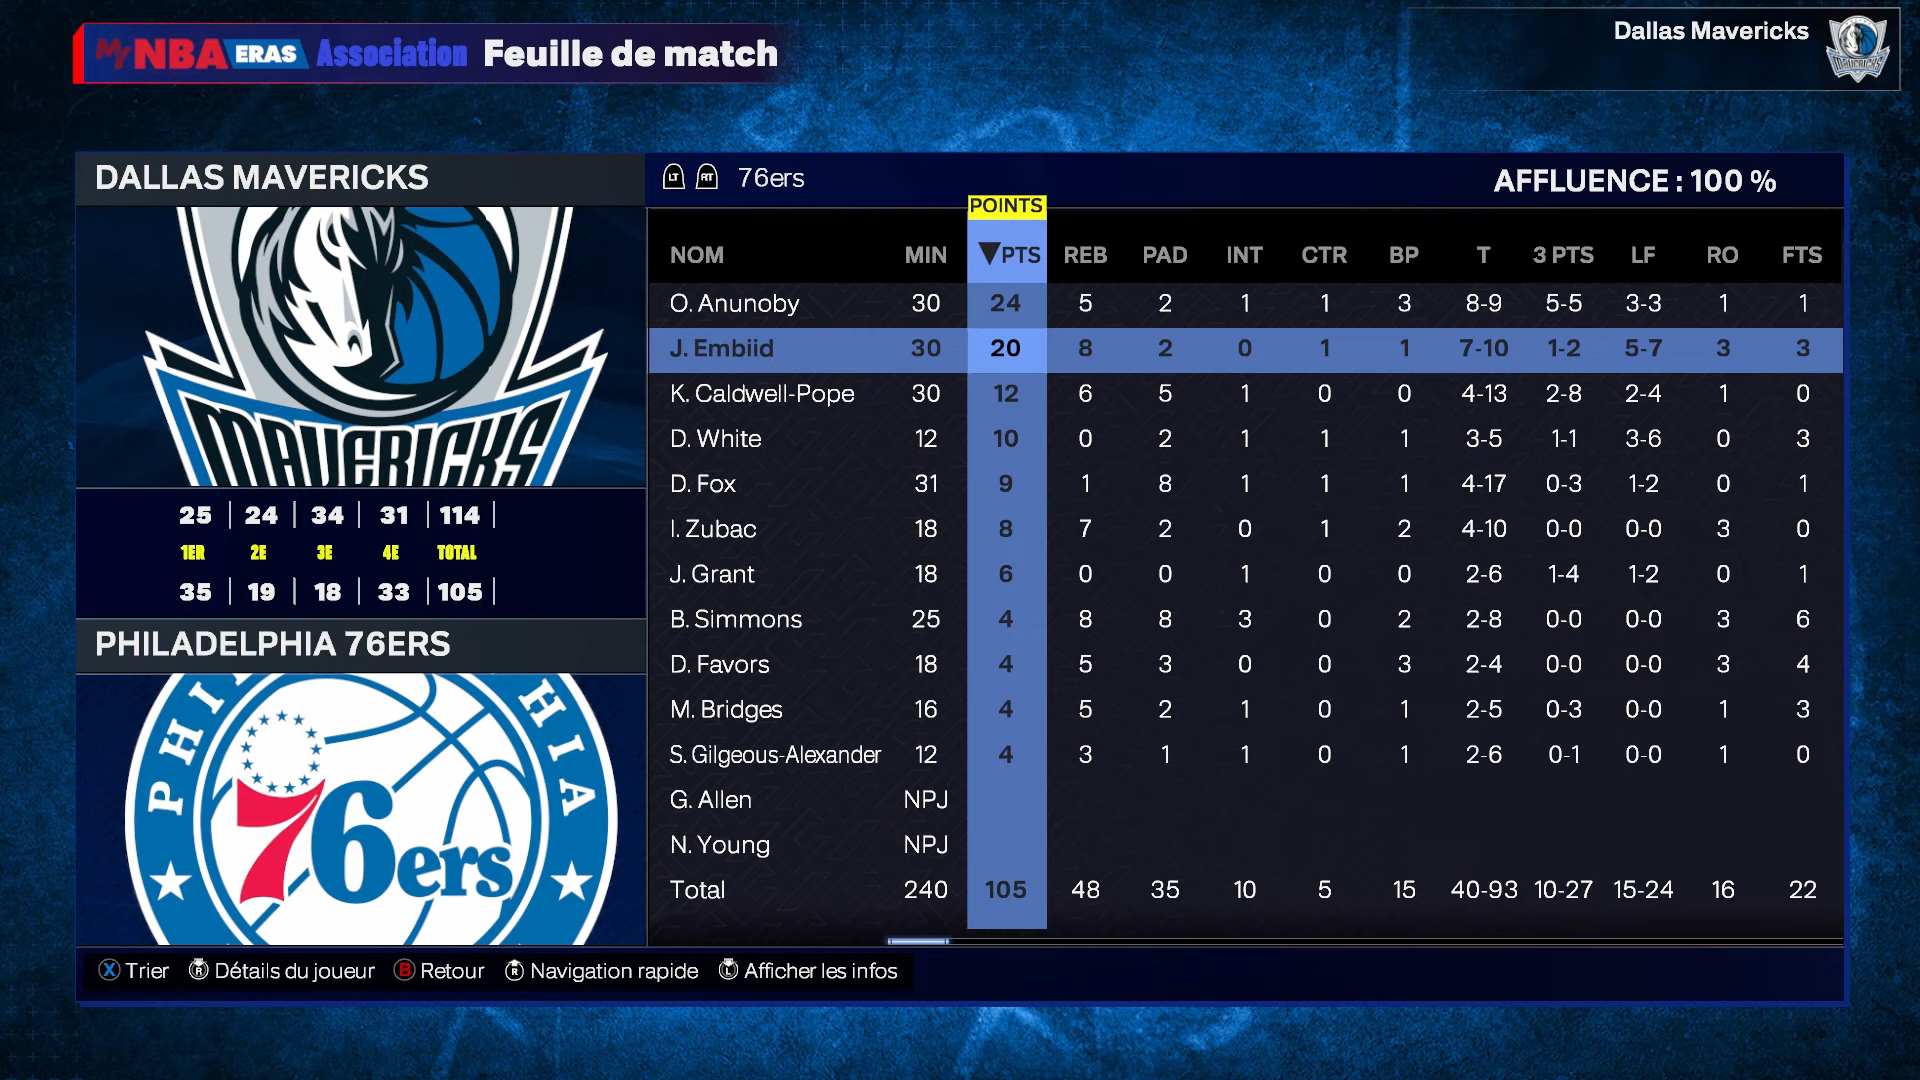 MyNBA ERAS Association Feuille de match
Dallas Mavericks
MAVERICKS
DALLAS MAVERICKS
MAVERICKS
25 24 34 31 114
1ER 2E 3E 4E TOTAL
35 19 18 33 105
PHILADELPHIA 76ERS
PHILADELPHIA
76ers
LT RT 76ers
AFFLUENCE : 100 %
POINTS
NOM MIN PTS REB PAD INT CTR BP T 3 PTS LF RO FTS
O. Anunoby 30 24 5 2 1 1 3 8-9 5-5 3-3 1 1
J. Embiid 30 20 8 2 0 1 1 7-10 1-2 5-7 3 3
K. Caldwell-Pope 30 12 6 5 1 0 0 4-13 2-8 2-4 1 0
D. White 12 10 0 2 1 1 1 3-5 1-1 3-6 0 3
D. Fox 31 9 1 8 1 1 1 4-17 0-3 1-2 0 1
I. Zubac 18 8 7 2 0 1 2 4-10 0-0 0-0 3 0
J. Grant 18 6 0 0 1 0 0 2-6 1-4 1-2 0 1
B. Simmons 25 4 8 8 3 0 2 2-8 0-0 0-0 3 6
D. Favors 18 4 5 3 0 0 3 2-4 0-0 0-0 3 4
M. Bridges 16 4 5 2 1 0 1 2-5 0-3 0-0 1 3
S. Gilgeous-Alexander 12 4 3 1 1 0 1 2-6 0-1 0-0 1 0
G. Allen NPJ
N. Young NPJ
Total 240 105 48 35 10 5 15 40-93 10-27 15-24 16 22
X Trier R Détails du joueur B Retour R Navigation rapide L Afficher les infos